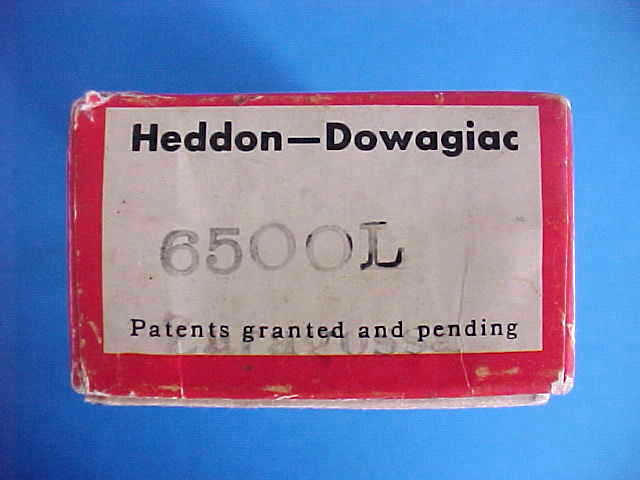 Heddon—Dowagiac
6500L
Patents granted and pending